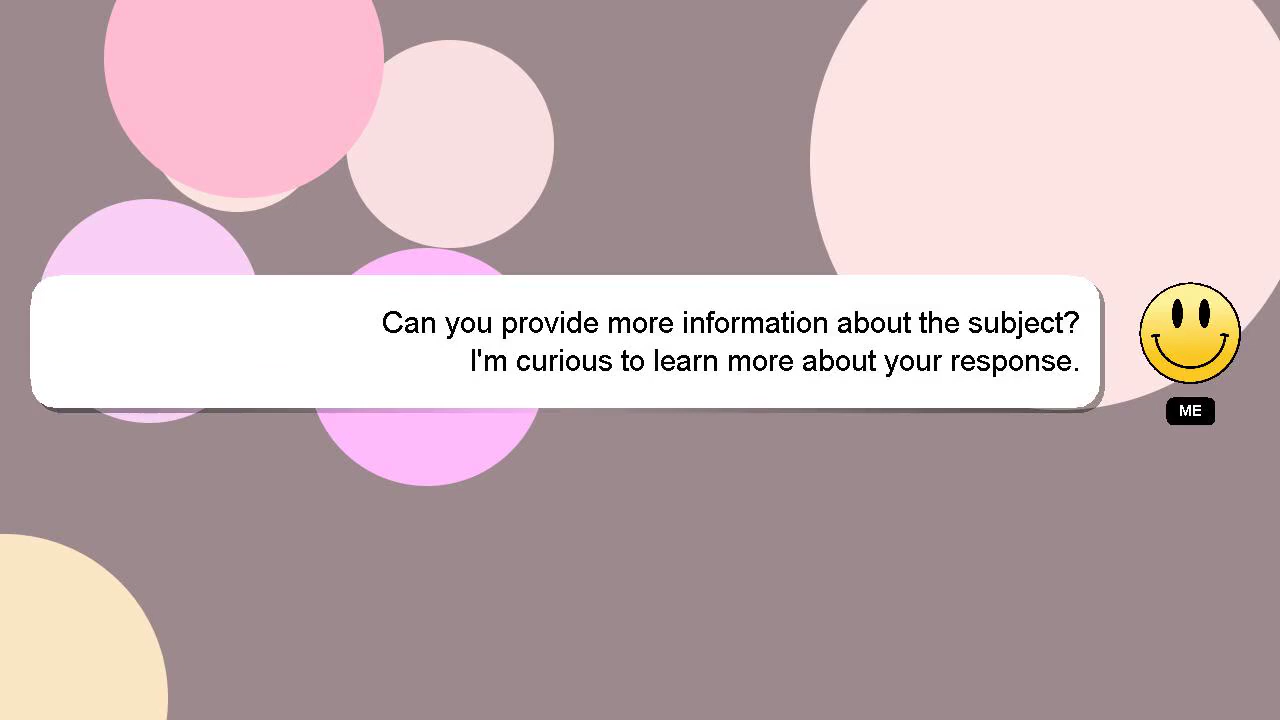 Can you provide more information about the subject?
I'm curious to learn more about your response.
ME